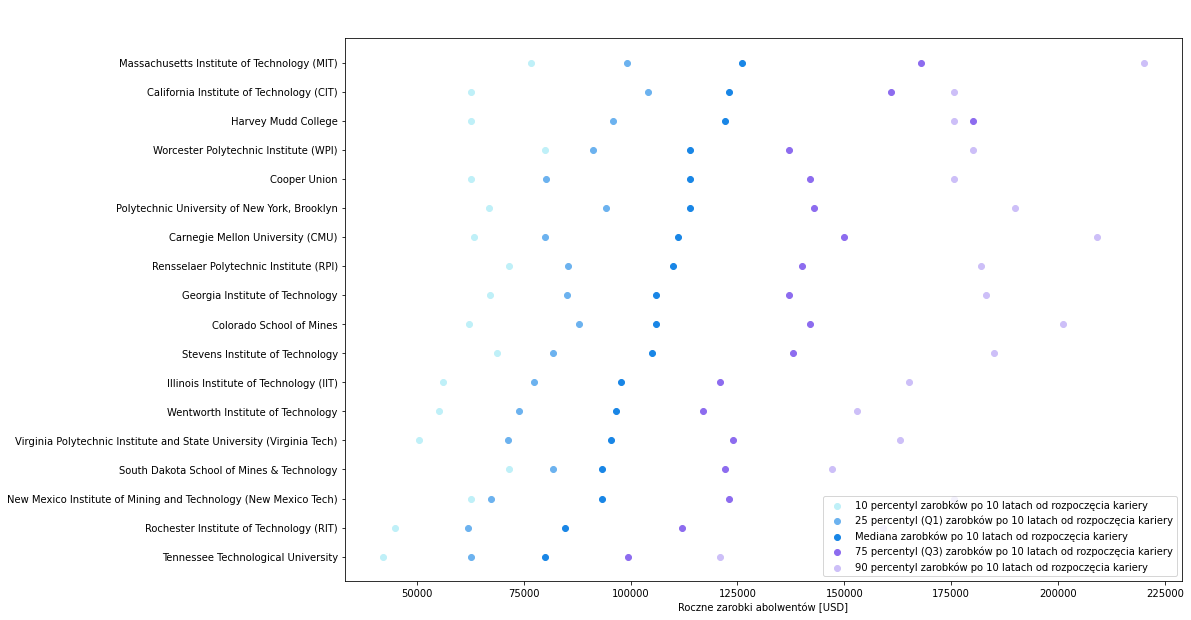 Massachusetts Institute of Technology (MIT)
California Institute of Technology (CIT)
Harvey Mudd College
Worcester Polytechnic Institute (WPI)
Cooper Union
Polytechnic University of New York, Brooklyn
Carnegie Mellon University (CMU)
Rensselaer Polytechnic Institute (RPI)
Georgia Institute of Technology
Colorado School of Mines
Stevens Institute of Technology
Illinois Institute of Technology (IIT)
Wentworth Institute of Technology
Virginia Polytechnic Institute and State University (Virginia Tech)
South Dakota School of Mines & Technology
New Mexico Institute of Mining and Technology (New Mexico Tech)
Rochester Institute of Technology (RIT)
Tennessee Technological University
10 percentyl zarobków po 10 latach od rozpoczęcia kariery
25 percentyl (Q1) zarobków po 10 latach od rozpoczęcia kariery
Mediana zarobków po 10 latach od rozpoczęcia kariery
75 percentyl (Q3) zarobków po 10 latach od rozpoczęcia kariery
90 percentyl zarobków po 10 latach od rozpoczęcia kariery
50000 75000 100000 125000 150000 175000 200000 225000
Roczne zarobki abolwentów [USD]